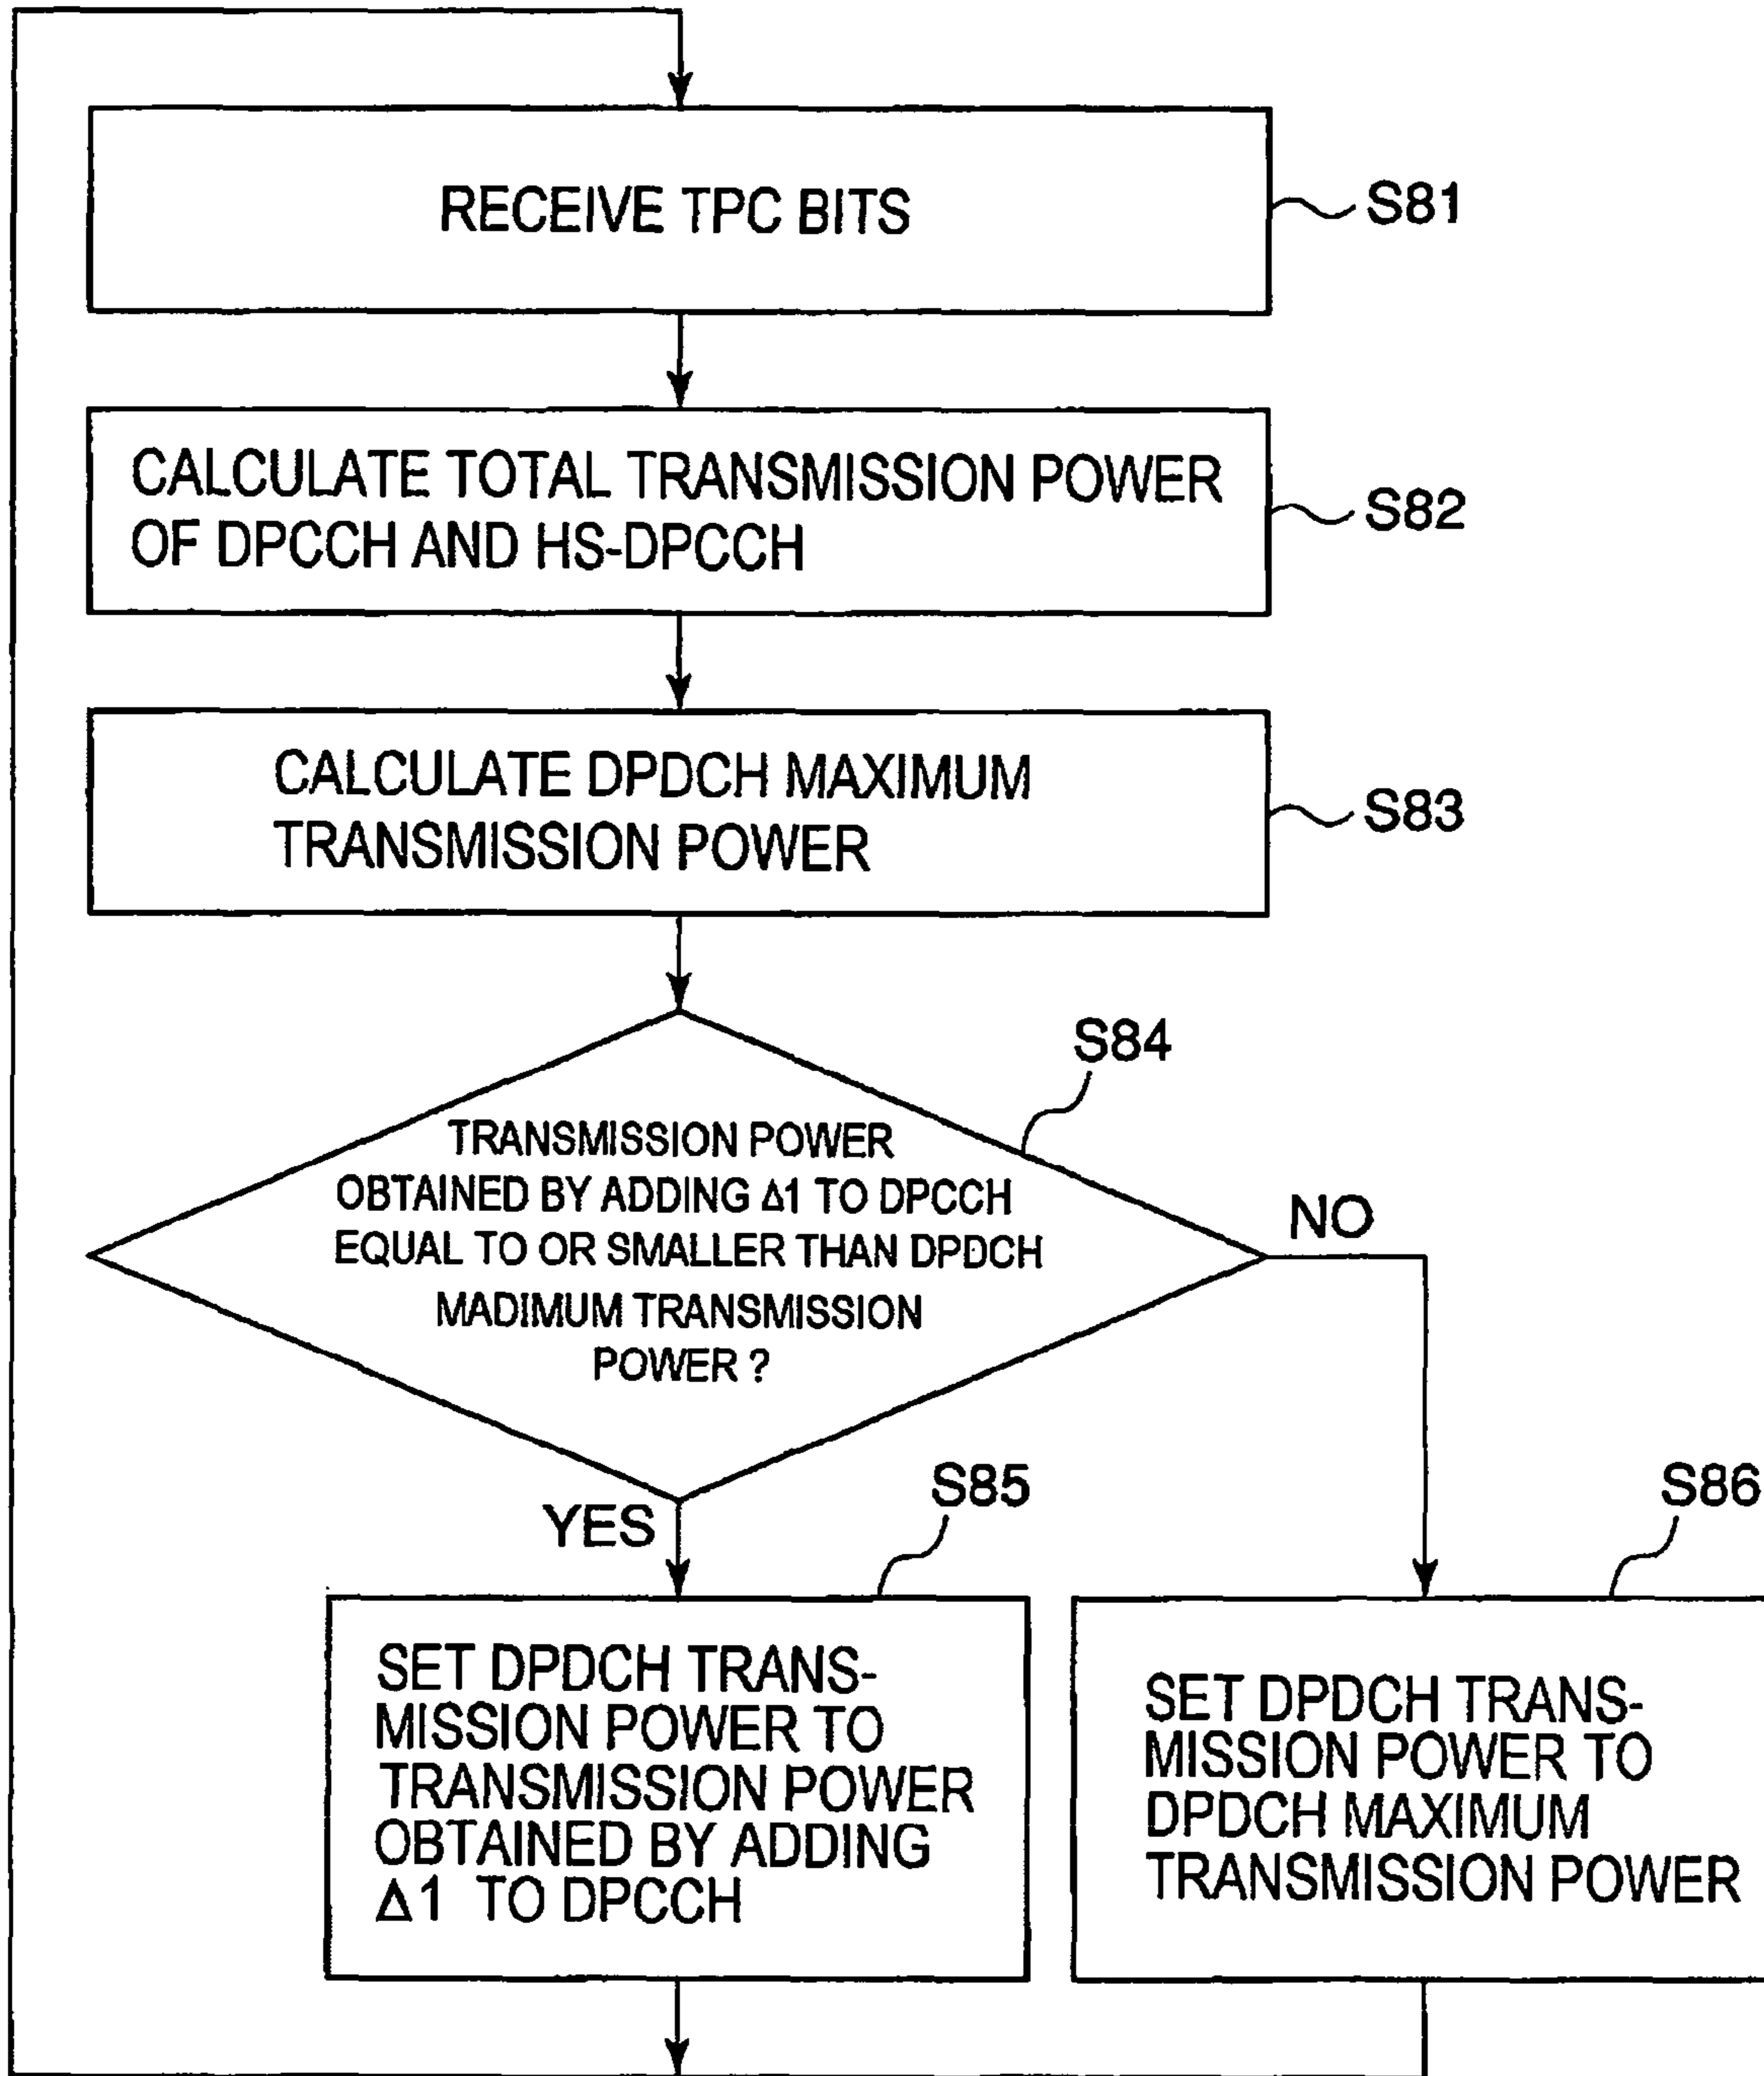 RECEIVE TPC BITS
S81
CALCULATE TOTAL TRANSMISSION POWER
OF DPCCH AND HS-DPCCH
S82
CALCULATE DPDCH MAXIMUM
TRANSMISSION POWER
S83
S84
TRANSMISSION POWER
OBTAINED BY ADDING Δ1 TO DPCCH
EQUAL TO OR SMALLER THAN DPDCH
MADIMUM TRANSMISSION
POWER ?
NO
YES
S85
SET DPDCH TRANS-
MISSION POWER TO
TRANSMISSION POWER
OBTAINED BY ADDING
Δ1 TO DPCCH
S86
SET DPDCH TRANS-
MISSION POWER TO
DPDCH MAXIMUM
TRANSMISSION POWER